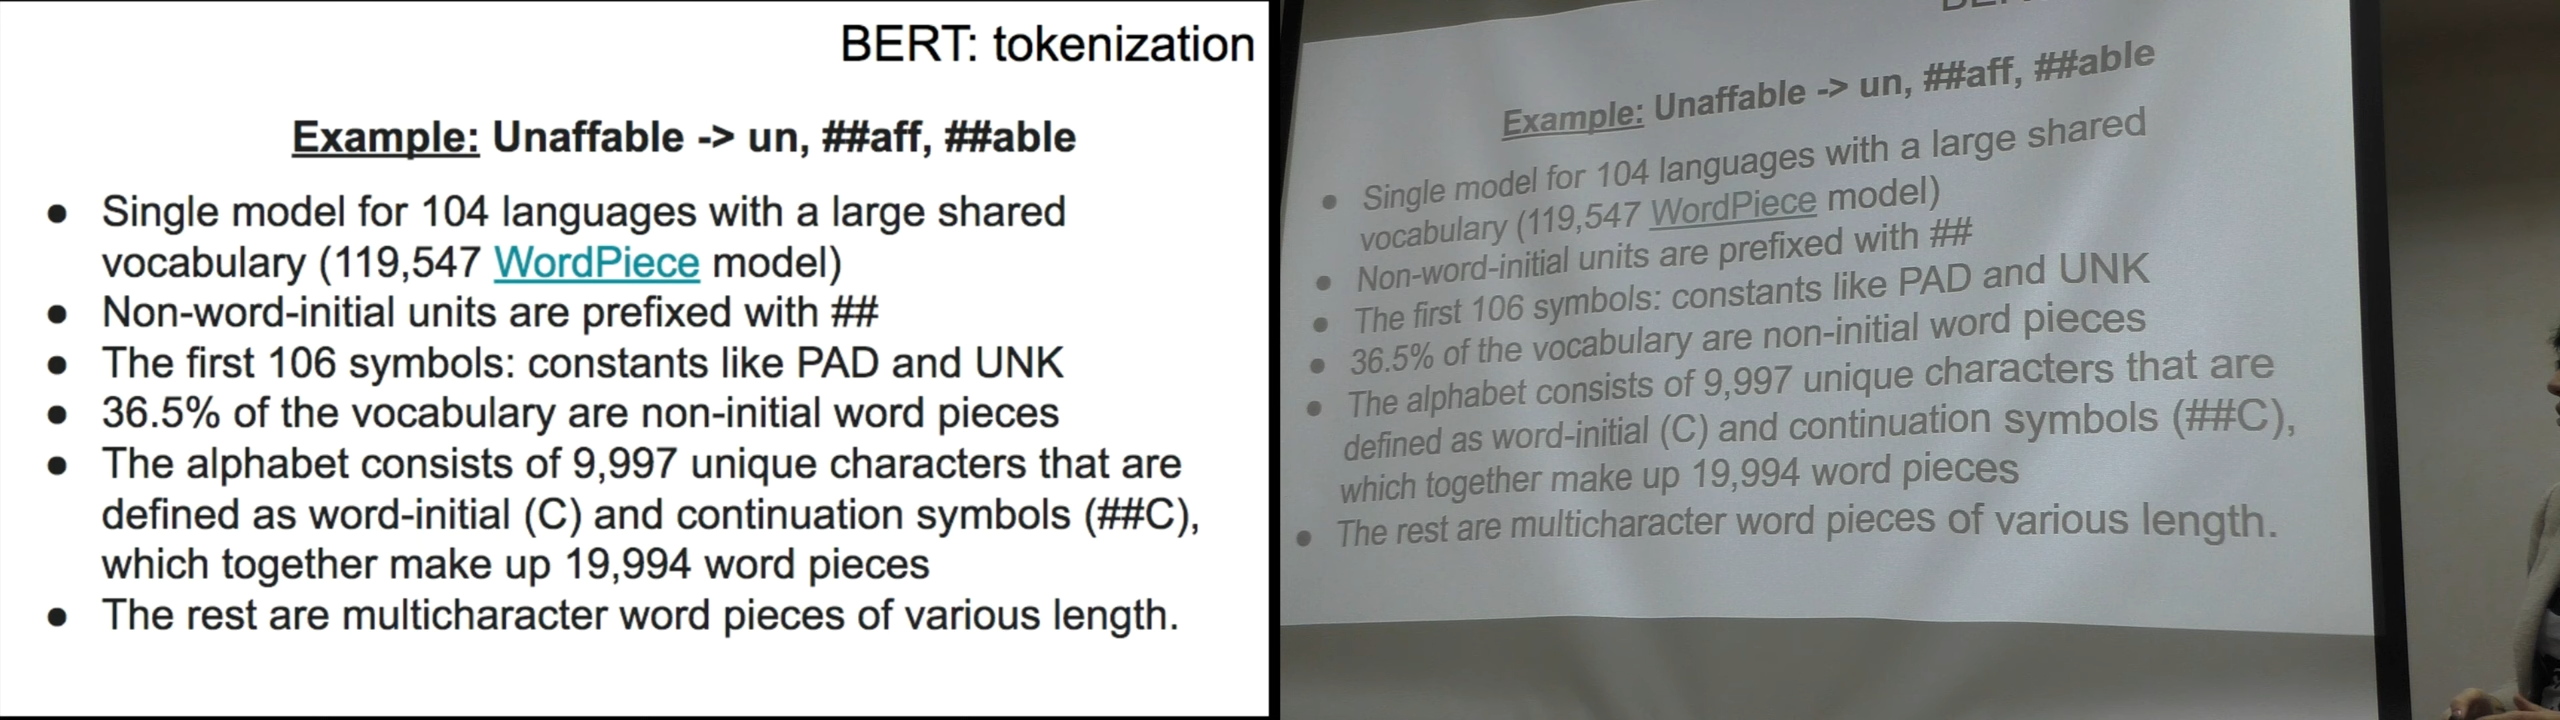 BERT: tokenization
Example: Unaffable -> un, ##aff, ##able
● Single model for 104 languages with a large shared
vocabulary (119,547 WordPiece model)
● Non-word-initial units are prefixed with ##
● The first 106 symbols: constants like PAD and UNK
● 36.5% of the vocabulary are non-initial word pieces
● The alphabet consists of 9,997 unique characters that are
defined as word-initial (C) and continuation symbols (##C),
which together make up 19,994 word pieces
● The rest are multicharacter word pieces of various length.
Example: Unaffable -> un, ##aff, ##able
● Single model for 104 languages with a large shared
vocabulary (119,547 WordPiece model)
● Non-word-initial units are prefixed with ##
● The first 106 symbols: constants like PAD and UNK
● 36.5% of the vocabulary are non-initial word pieces
● The alphabet consists of 9,997 unique characters that are
defined as word-initial (C) and continuation symbols (##C),
which together make up 19,994 word pieces
● The rest are multicharacter word pieces of various length.